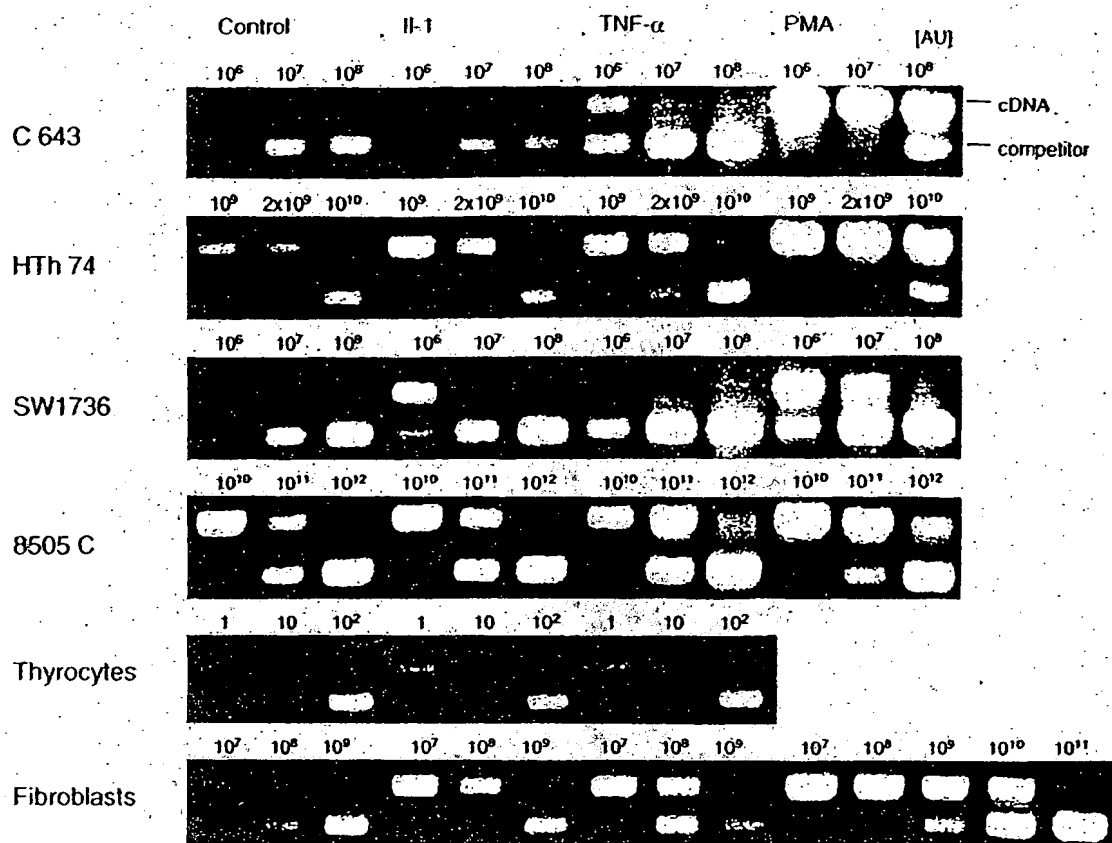 Control Il-1 TNF-α PMA [AU]
10⁶ 10⁷ 10⁸ 10⁶ 10⁷ 10⁸ 10⁶ 10⁷ 10⁸ 10⁶ 10⁷ 10⁸
C 643
cDNA
competitor
10⁹ 2x10⁹ 10¹⁰ 10⁹ 2x10⁹ 10¹⁰ 10⁹ 2x10⁹ 10¹⁰ 10⁹ 2x10⁹ 10¹⁰
HTh 74
10⁶ 10⁷ 10⁸ 10⁶ 10⁷ 10⁸ 10⁶ 10⁷ 10⁸ 10⁶ 10⁷ 10⁸
SW1736
10¹⁰ 10¹¹ 10¹² 10¹⁰ 10¹¹ 10¹² 10¹⁰ 10¹¹ 10¹² 10¹⁰ 10¹¹ 10¹²
8505 C
1 10 10² 1 10 10² 1 10 10²
Thyrocytes
10⁷ 10⁸ 10⁹ 10⁷ 10⁸ 10⁹ 10⁷ 10⁸ 10⁹ 10⁷ 10⁸ 10⁹ 10¹⁰ 10¹¹
Fibroblasts